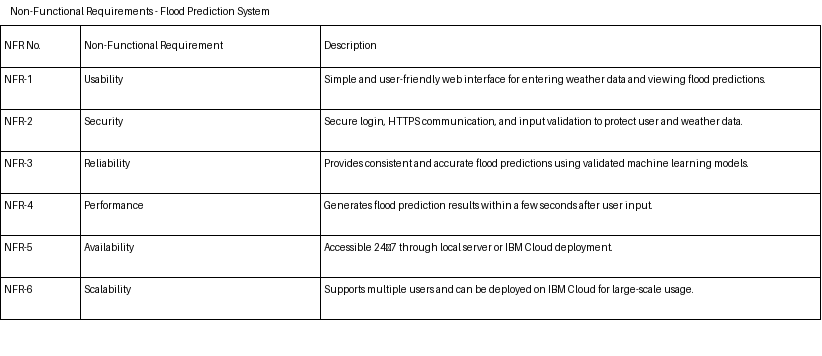 Non-Functional Requirements - Flood Prediction System
NFR No. Non-Functional Requirement Description
NFR-1 Usability Simple and user-friendly web interface for entering weather data and viewing flood predictions.
NFR-2 Security Secure login, HTTPS communication, and input validation to protect user and weather data.
NFR-3 Reliability Provides consistent and accurate flood predictions using validated machine learning models.
NFR-4 Performance Generates flood prediction results within a few seconds after user input.
NFR-5 Availability Accessible 24□7 through local server or IBM Cloud deployment.
NFR-6 Scalability Supports multiple users and can be deployed on IBM Cloud for large-scale usage.